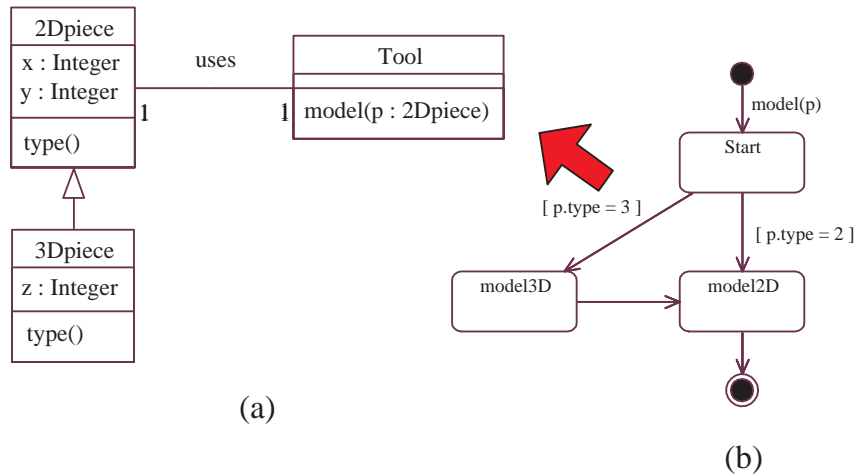 2Dpiece
x : Integer
y : Integer
type()
uses
1
1
Tool
model(p : 2Dpiece)
3Dpiece
z : Integer
type()
(a)
model(p)
Start
[ p.type = 3 ]
[ p.type = 2 ]
model3D
model2D
(b)